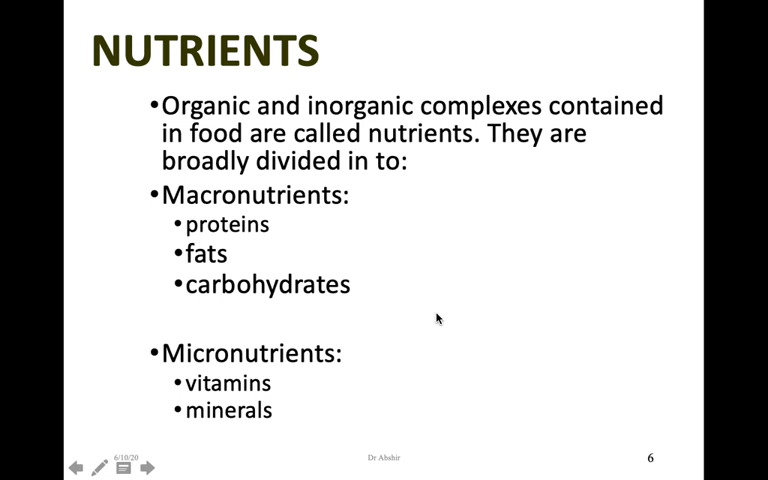 NUTRIENTS
•Organic and inorganic complexes contained
in food are called nutrients. They are
broadly divided in to:
•Macronutrients:
•proteins
•fats
•carbohydrates
•Micronutrients:
•vitamins
•minerals
6/10/20
Dr Abshir
6